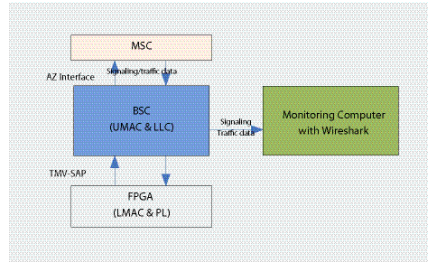 MSC
AZ Interface
Signaling/traffic data
BSC
(UMAC & LLC)
Signaling
Traffic data
Monitoring Computer
with Wireshark
TMV-SAP
FPGA
(LMAC & PL)